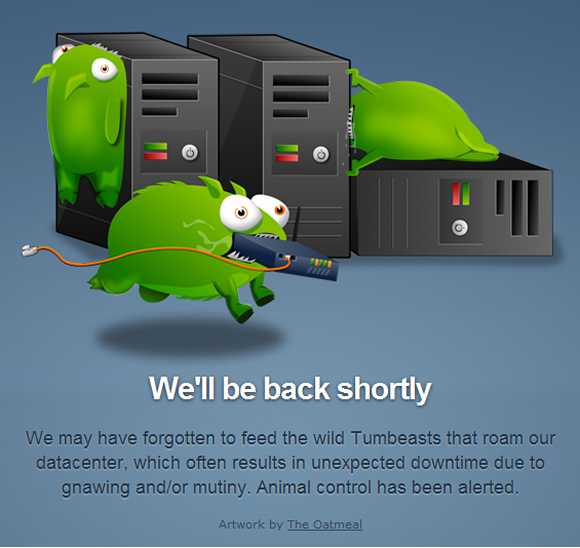 We'll be back shortly
We may have forgotten to feed the wild Tumbeasts that roam our
datacenter, which often results in unexpected downtime due to
gnawing and/or mutiny. Animal control has been alerted.
Artwork by The Oatmeal